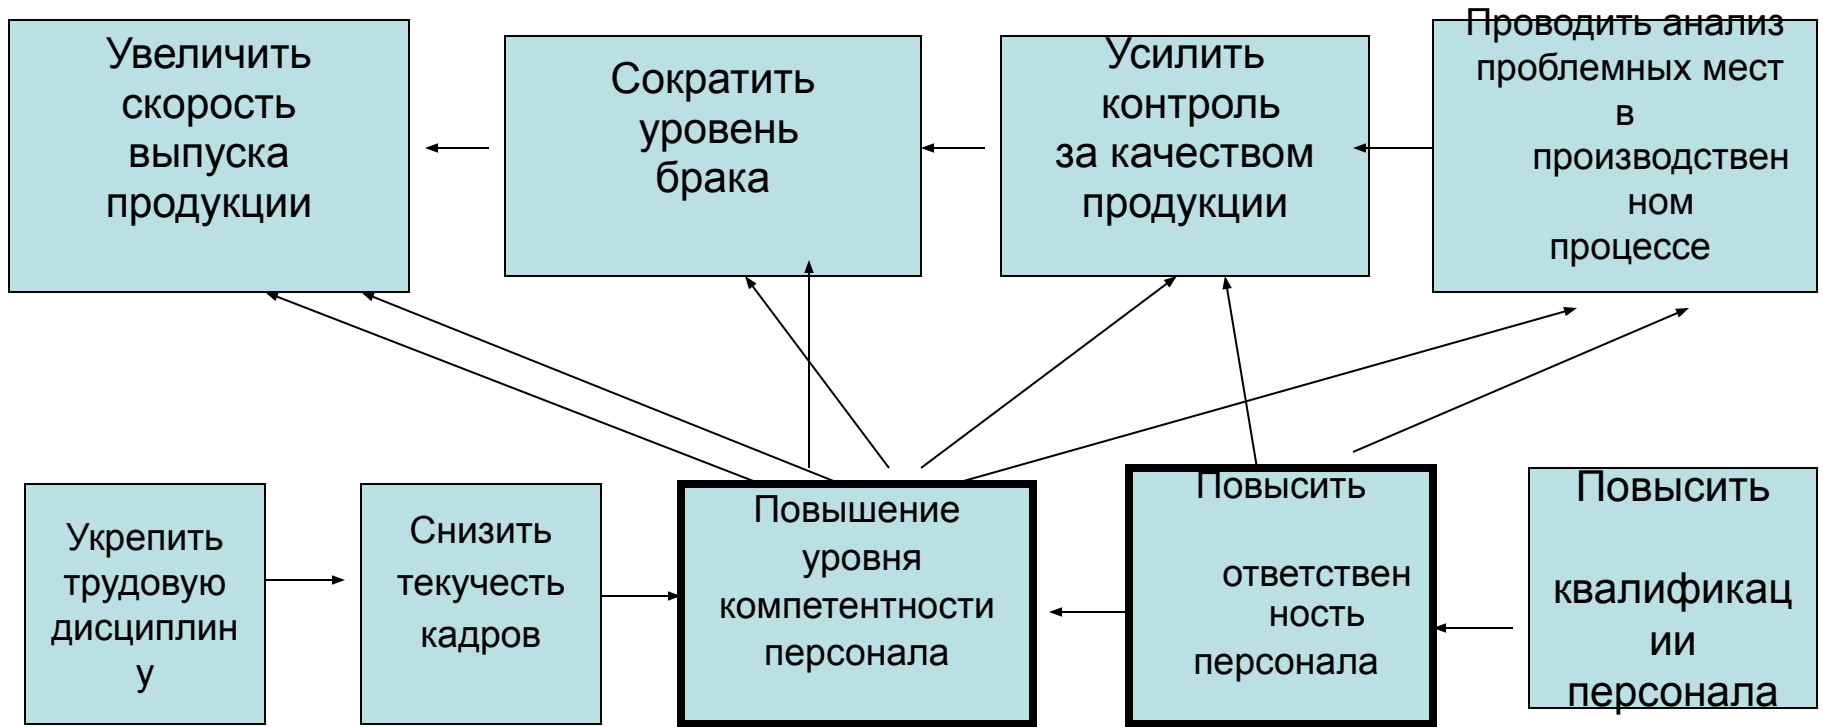 Увеличить
скорость
выпуска
продукции
Сократить
уровень
брака
Усилить
контроль
за качеством
продукции
Проводить анализ
проблемных мест
в
производствен
ном
процессе
Укрепить
трудовую
дисциплин
у
Снизить
текучесть
кадров
Повышение
уровня
компетентности
персонала
Повысить
ответствен
ность
персонала
Повысить
квалификац
ии
персонала